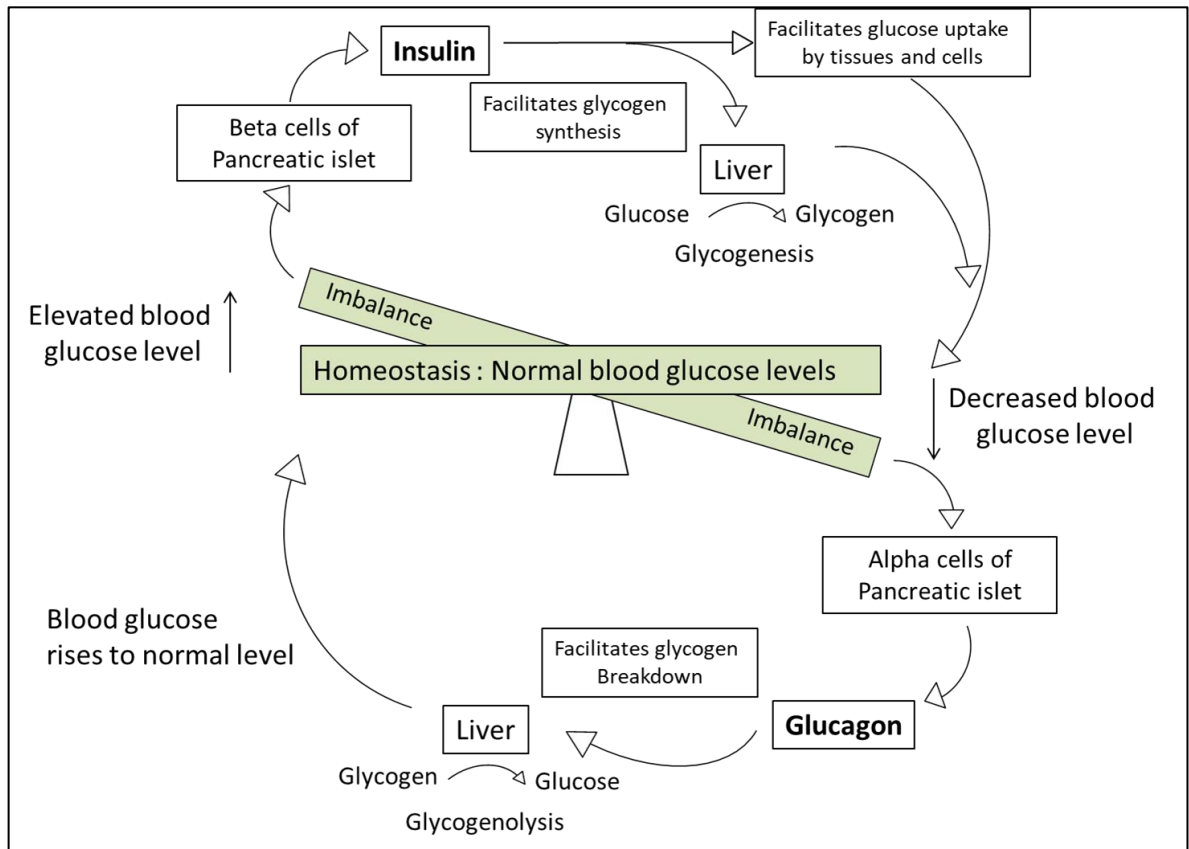 Insulin
Facilitates glucose uptake
by tissues and cells
Facilitates glycogen
synthesis
Beta cells of
Pancreatic islet
Liver
Glucose
Glycogen
Glycogenesis
Elevated blood
glucose level
Imbalance
Homeostasis : Normal blood glucose levels
Imbalance
Decreased blood
glucose level
Alpha cells of
Pancreatic islet
Blood glucose
rises to normal level
Facilitates glycogen
Breakdown
Glucagon
Liver
Glycogen
Glucose
Glycogenolysis